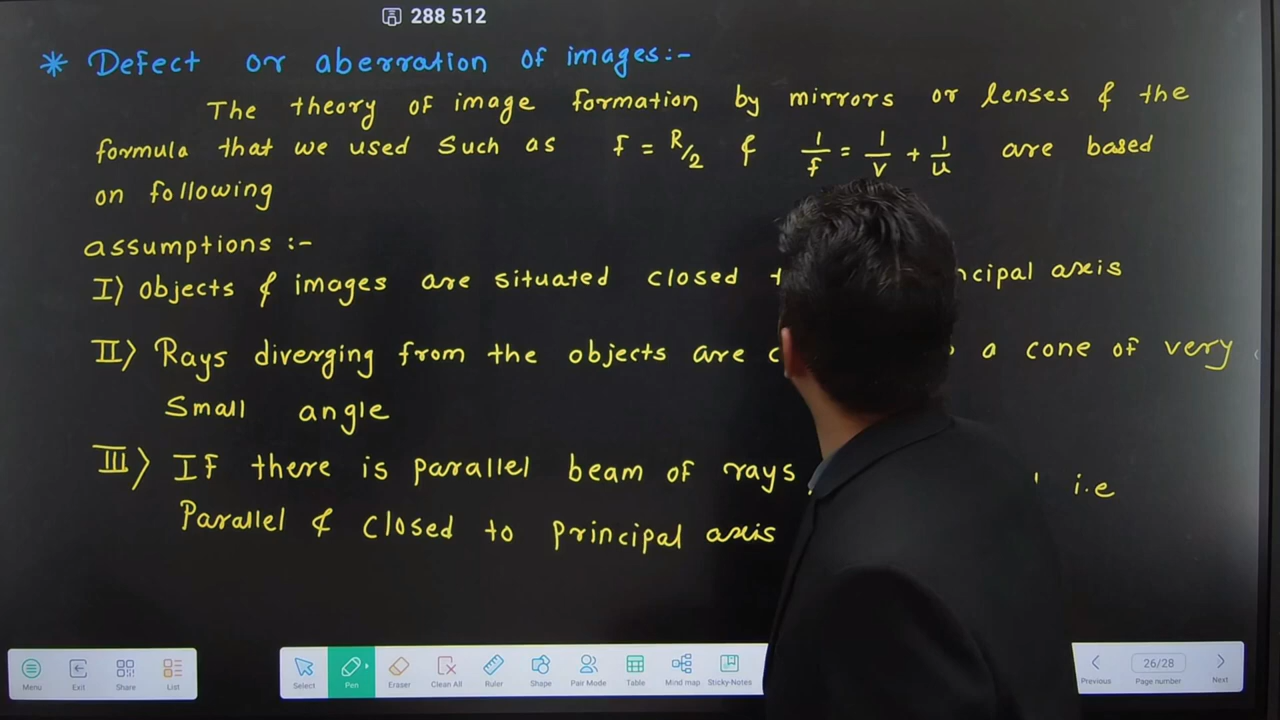 288 512
* Defect or aberration of images:-
The theory of image formation by mirrors or lenses & the
formula that we used Such as f = R/2 & 1/f = 1/v + 1/u are based
on following
assumptions :-
I) Objects & images are situated closed axis
II) Rays diverging from the objects are a cone of very
Small angle
III) If there is parallel beam of rays i.e
Parallel & closed to principal axis
Menu Exit Share List Select Pen Eraser Clean All Ruler Shape Pair Mode Table Mind map Sticky-Notes Previous 26/28 Page number Next